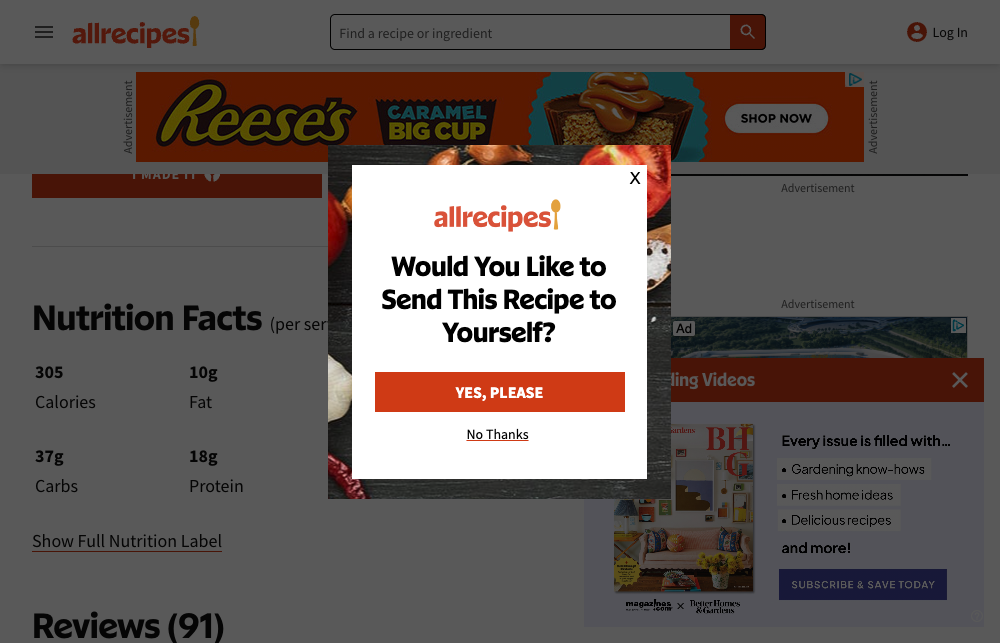 allrecipes
Find a recipe or ingredient
Log In
Advertisement
Reese's
CARAMEL
BIG CUP
SHOP NOW
Advertisement
I MADE IT
Advertisement
X
allrecipes
Would You Like to
Send This Recipe to
Yourself?
YES, PLEASE
No Thanks
Nutrition Facts (per ser
305
10g
Calories
Fat
37g
18g
Carbs
Protein
Show Full Nutrition Label
Reviews (91)
Advertisement
Ad
ding Videos
BHG
Every issue is filled with...
• Gardening know-hows
• Fresh home ideas
• Delicious recipes
and more!
SUBSCRIBE & SAVE TODAY
magazines.com × Better Homes & Gardens